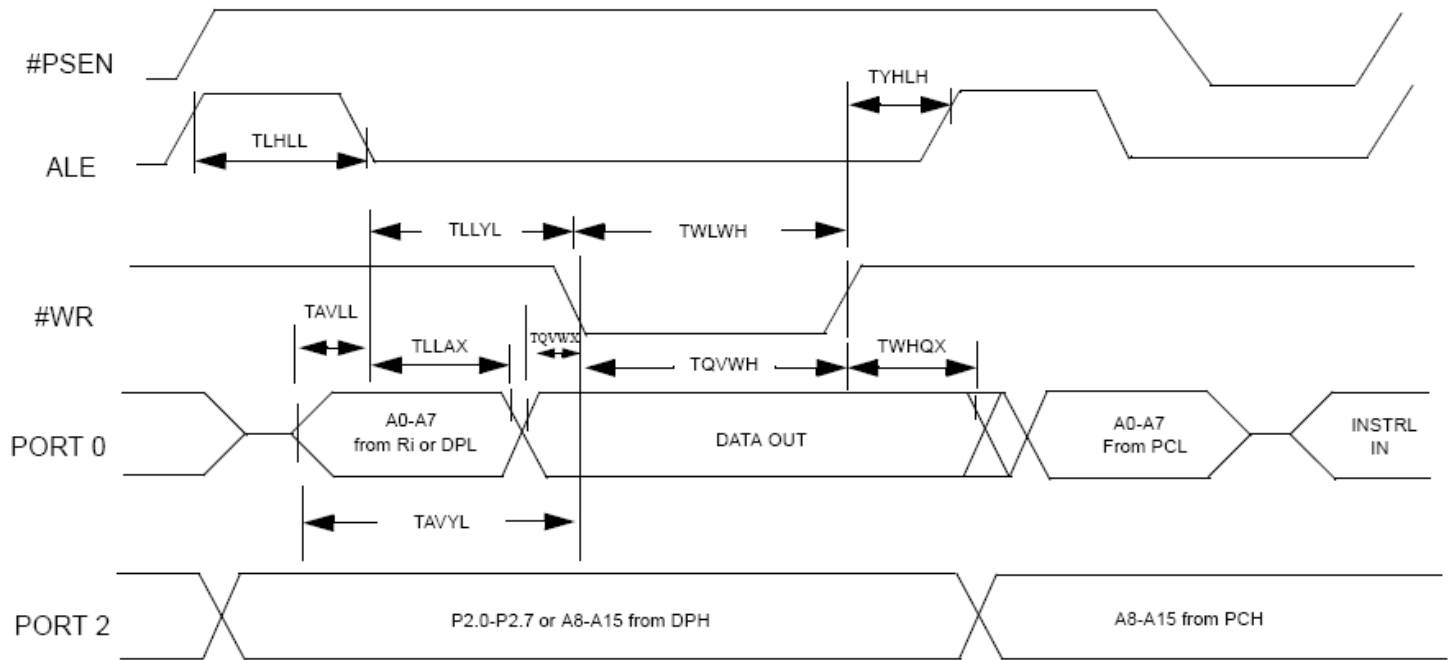 #PSEN
TYHLH
TLHLL
ALE
TLLYL
TWLWH
#WR
TAVLL
TQVWX
TLLAX
TQVWH
TWHQX
PORT 0
A0-A7
from Ri or DPL
DATA OUT
A0-A7
From PCL
INSTRL
IN
TAVYL
PORT 2
P2.0-P2.7 or A8-A15 from DPH
A8-A15 from PCH